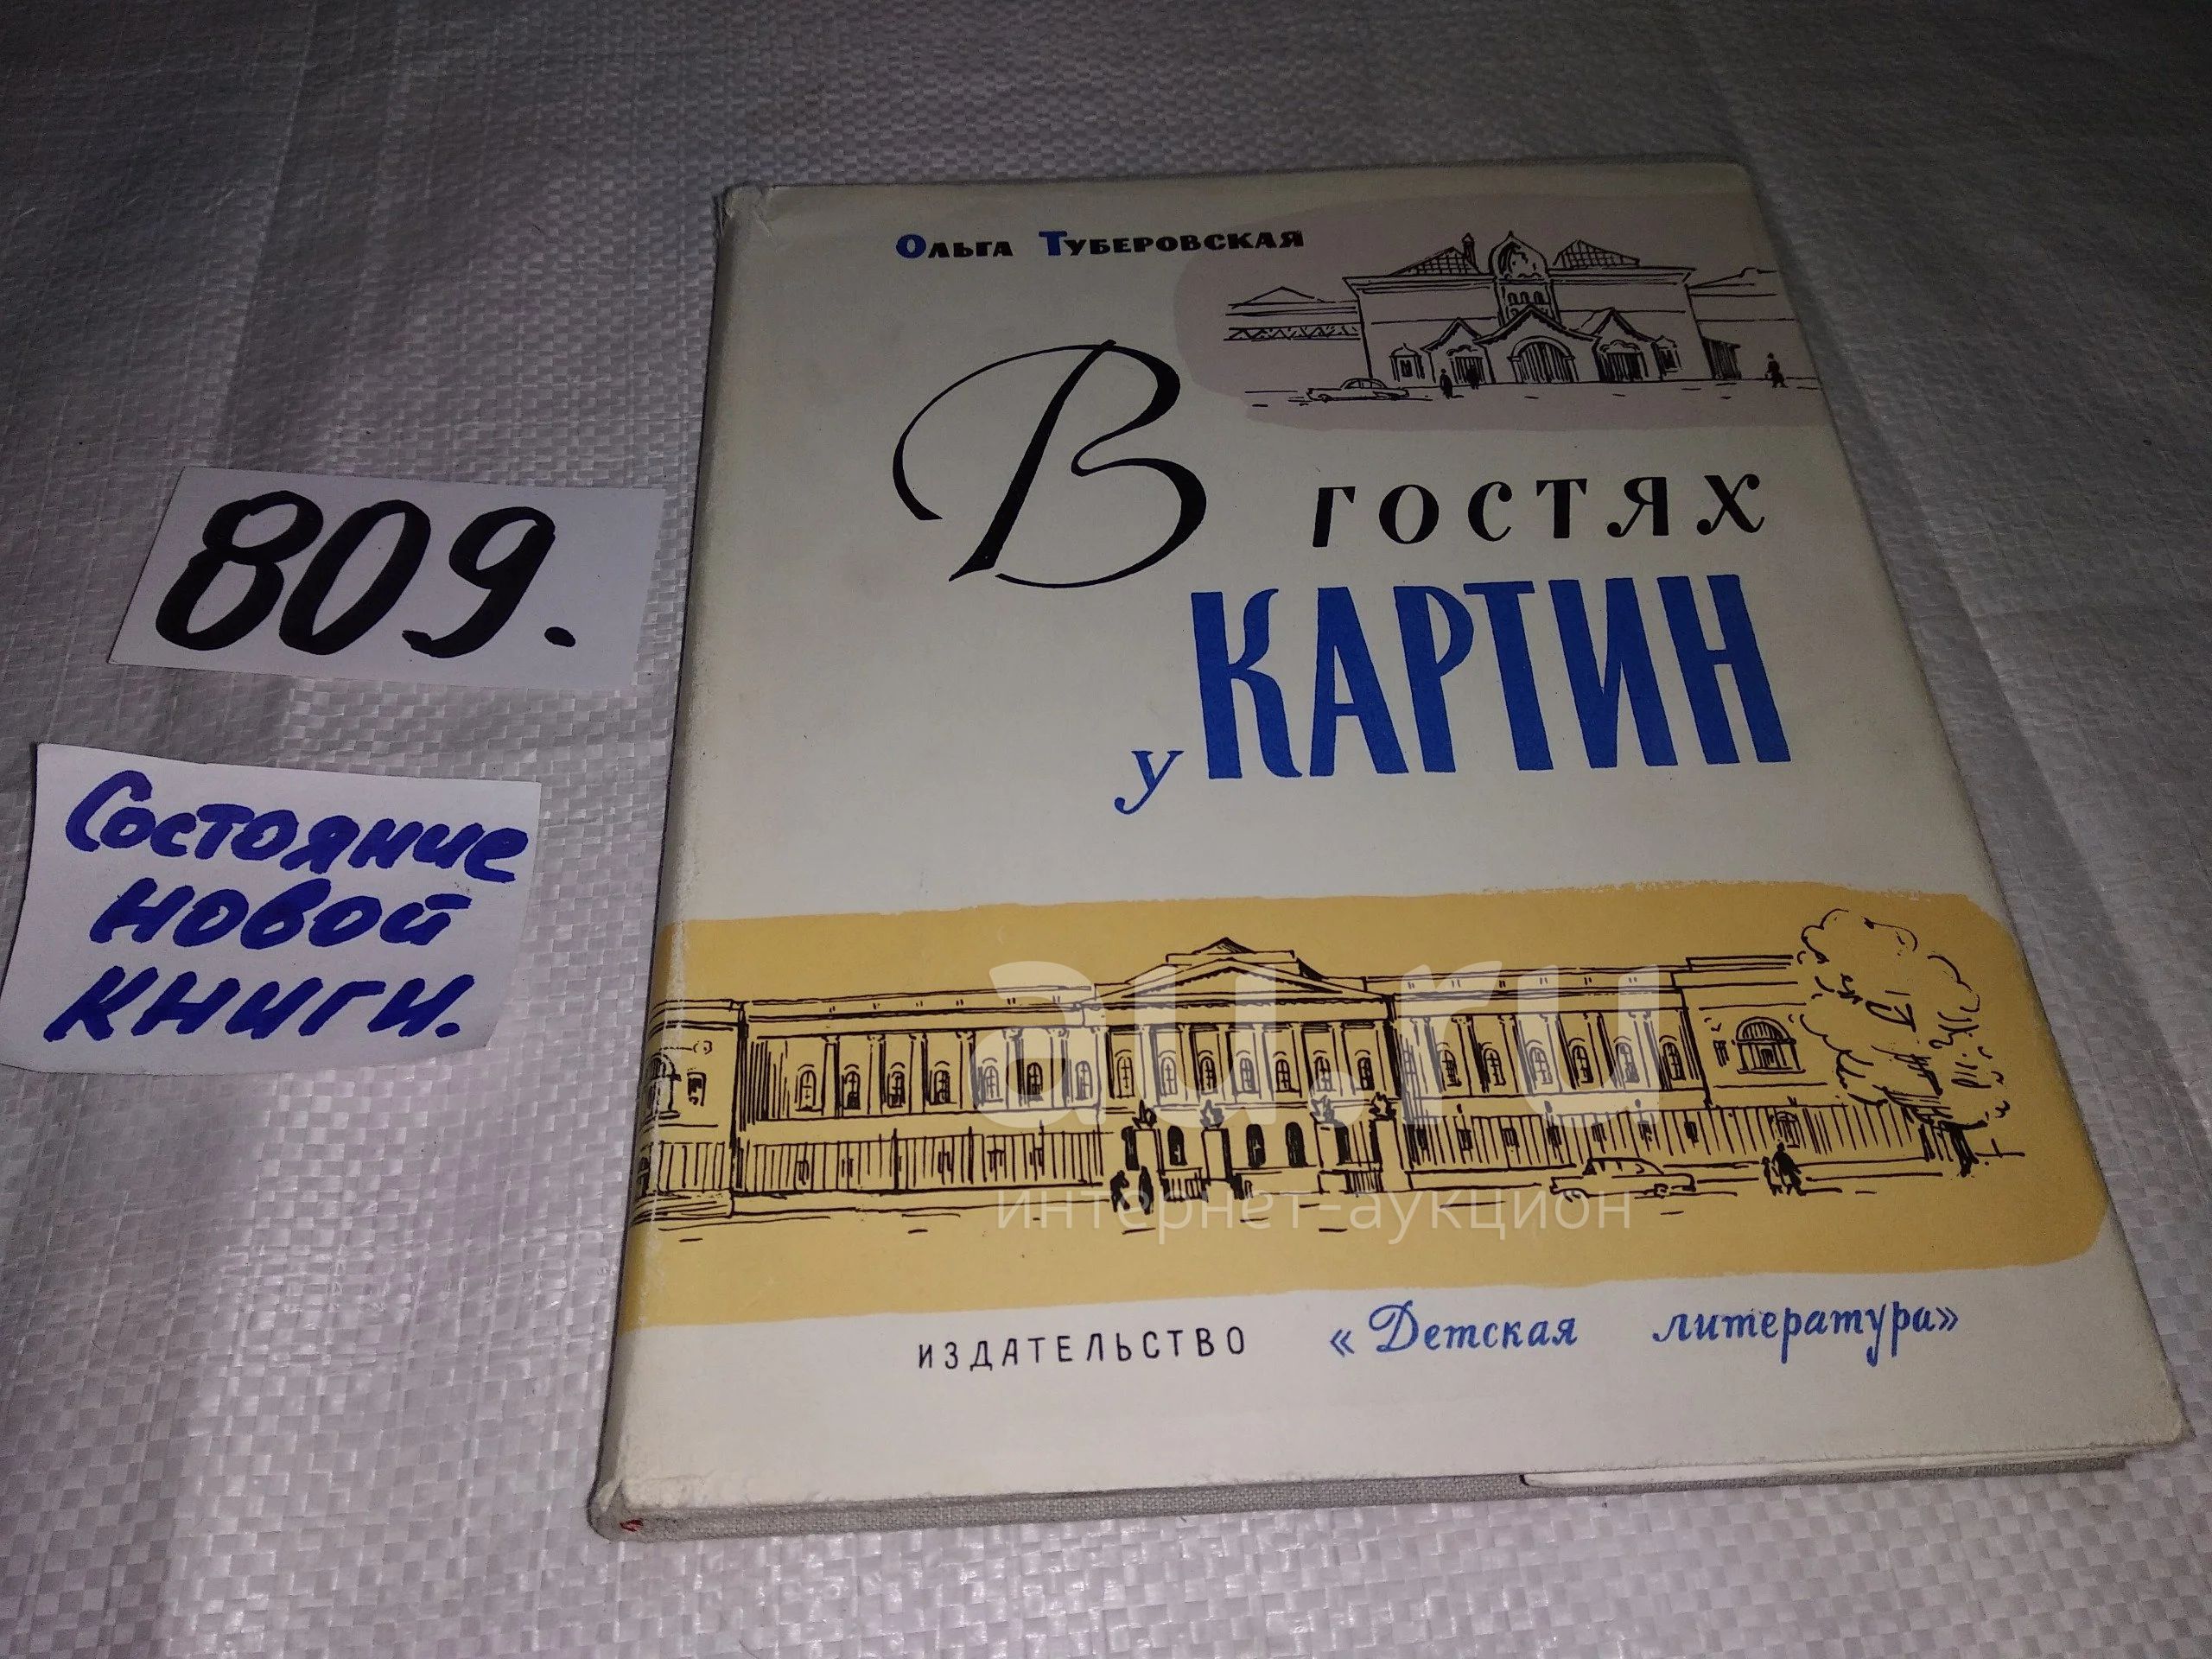 Ольга Туберовская
В гостях
у КАРТИН
809.
Состояние
новой
книги.
au.ru
интернет-аукцион
ИЗДАТЕЛЬСТВО «Детская литература»